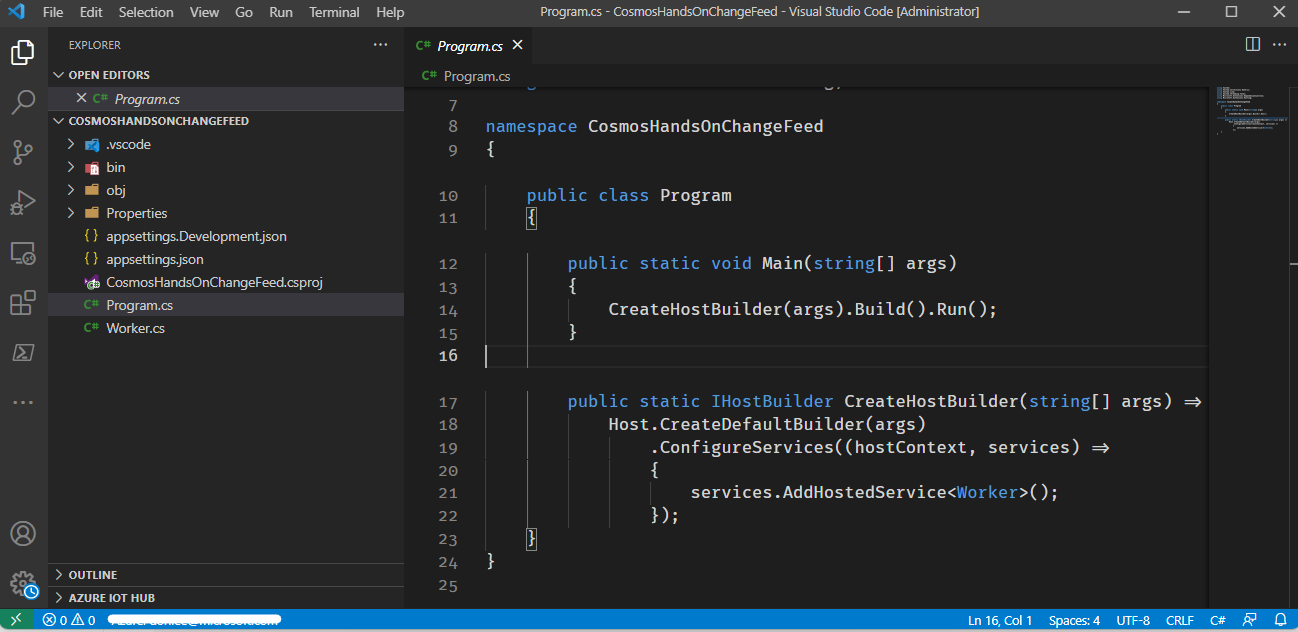 File Edit Selection View Go Run Terminal Help
Program.cs - CosmosHandsOnChangeFeed - Visual Studio Code [Administrator]
EXPLORER
OPEN EDITORS
C# Program.cs
COSMOSHANDSONCHANGEFEED
.vscode
bin
obj
Properties
{} appsettings.Development.json
{} appsettings.json
CosmosHandsOnChangeFeed.csproj
C# Program.cs
C# Worker.cs
OUTLINE
AZURE IOT HUB
C# Program.cs
C# Program.cs
7
8 namespace CosmosHandsOnChangeFeed
9 {
10 public class Program
11 {
12 public static void Main(string[] args)
13 {
14 CreateHostBuilder(args).Build().Run();
15 }
16
17 public static IHostBuilder CreateHostBuilder(string[] args) =>
18 Host.CreateDefaultBuilder(args)
19 .ConfigureServices((hostContext, services) =>
20 {
21 services.AddHostedService<Worker>();
22 });
23 }
24 }
25
0 0
Ln 16, Col 1 Spaces: 4 UTF-8 CRLF C#